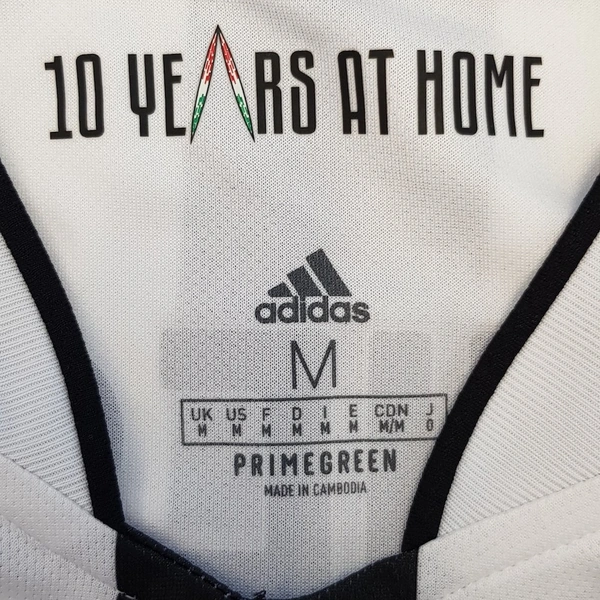 10 YEARS AT HOME
adidas
M
UK US F D I E CDN J
M M M M M M M/M O
PRIMEGREEN
MADE IN CAMBODIA